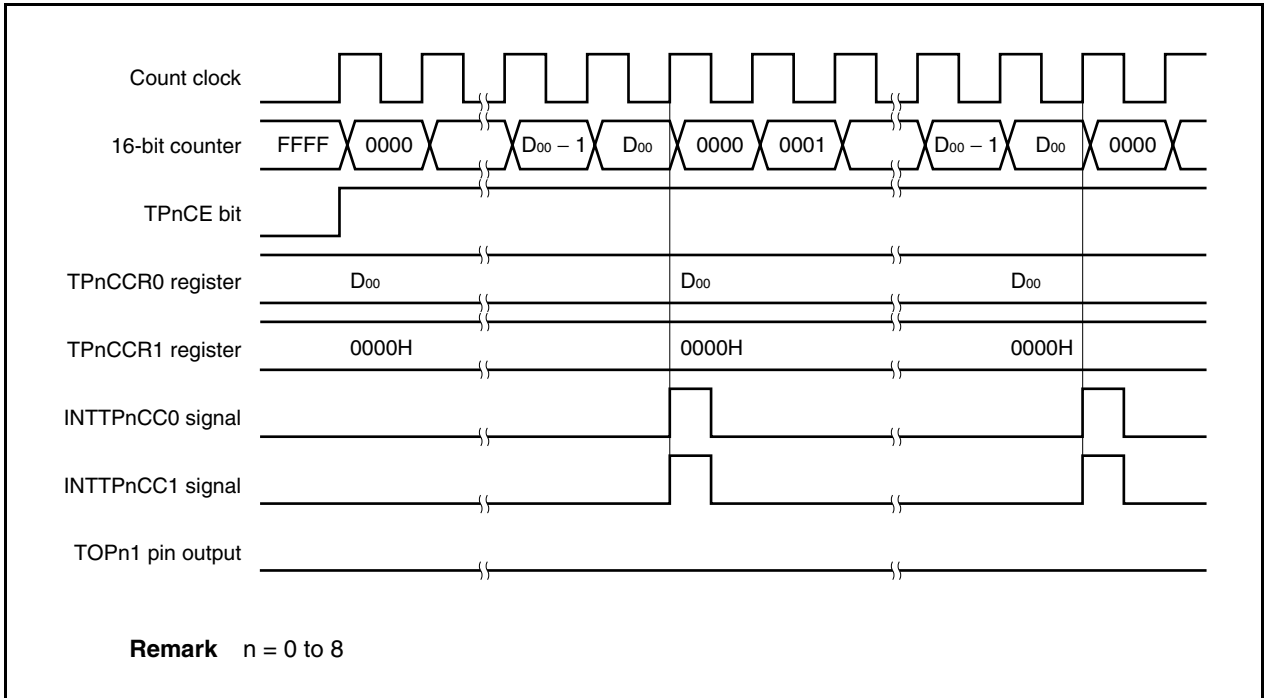 Count clock
16-bit counter FFFF 0000 D00 − 1 D00 0000 0001 D00 − 1 D00 0000
TPnCE bit
TPnCCR0 register D00 D00 D00
TPnCCR1 register 0000H 0000H 0000H
INTTPnCC0 signal
INTTPnCC1 signal
TOPn1 pin output
Remark n = 0 to 8